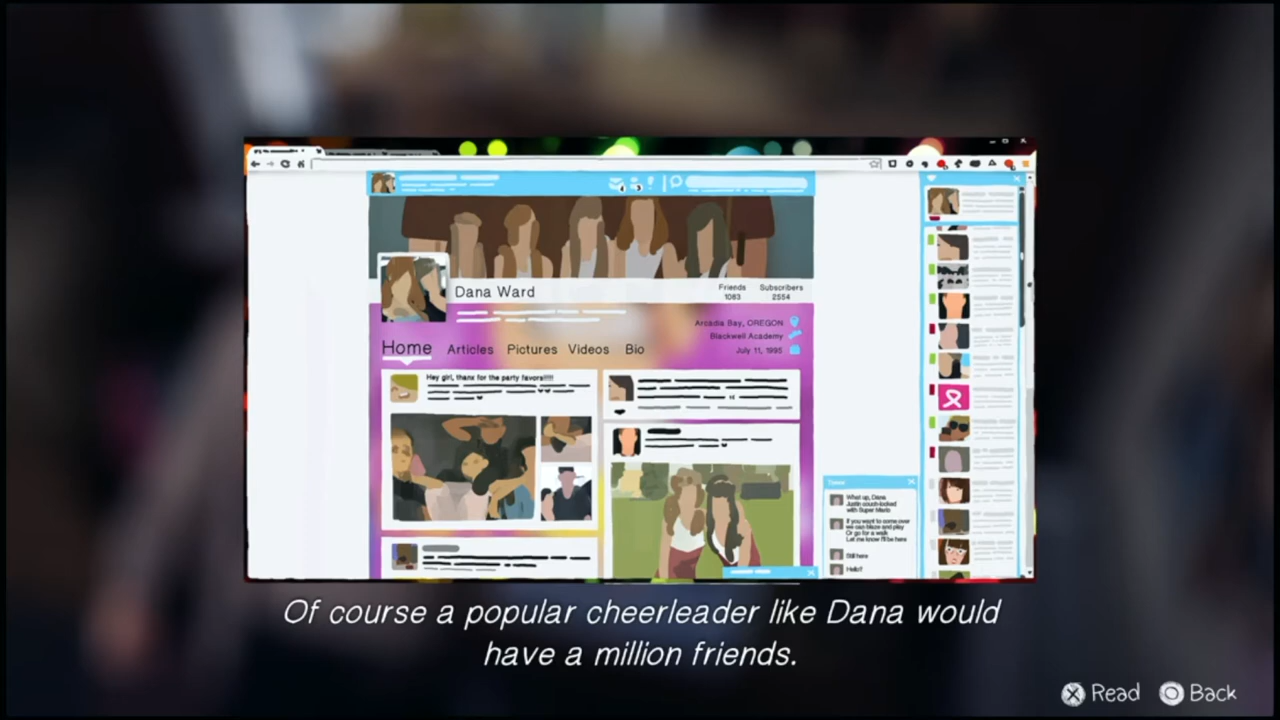 Dana Ward
Friends
1083
Subscribers
2554
Arcadia Bay, OREGON
Blackwell Academy
July 11, 1995
Home Articles Pictures Videos Bio
Hey girl, thanx for the party favors!!!!!
What up, Dana
Justin couch-locked
with Super Mario
If you want to come over
we can blaze and play
Or go for a walk
Let me know I'll be here
Still here
Hello?
Of course a popular cheerleader like Dana would
have a million friends.
Read Back